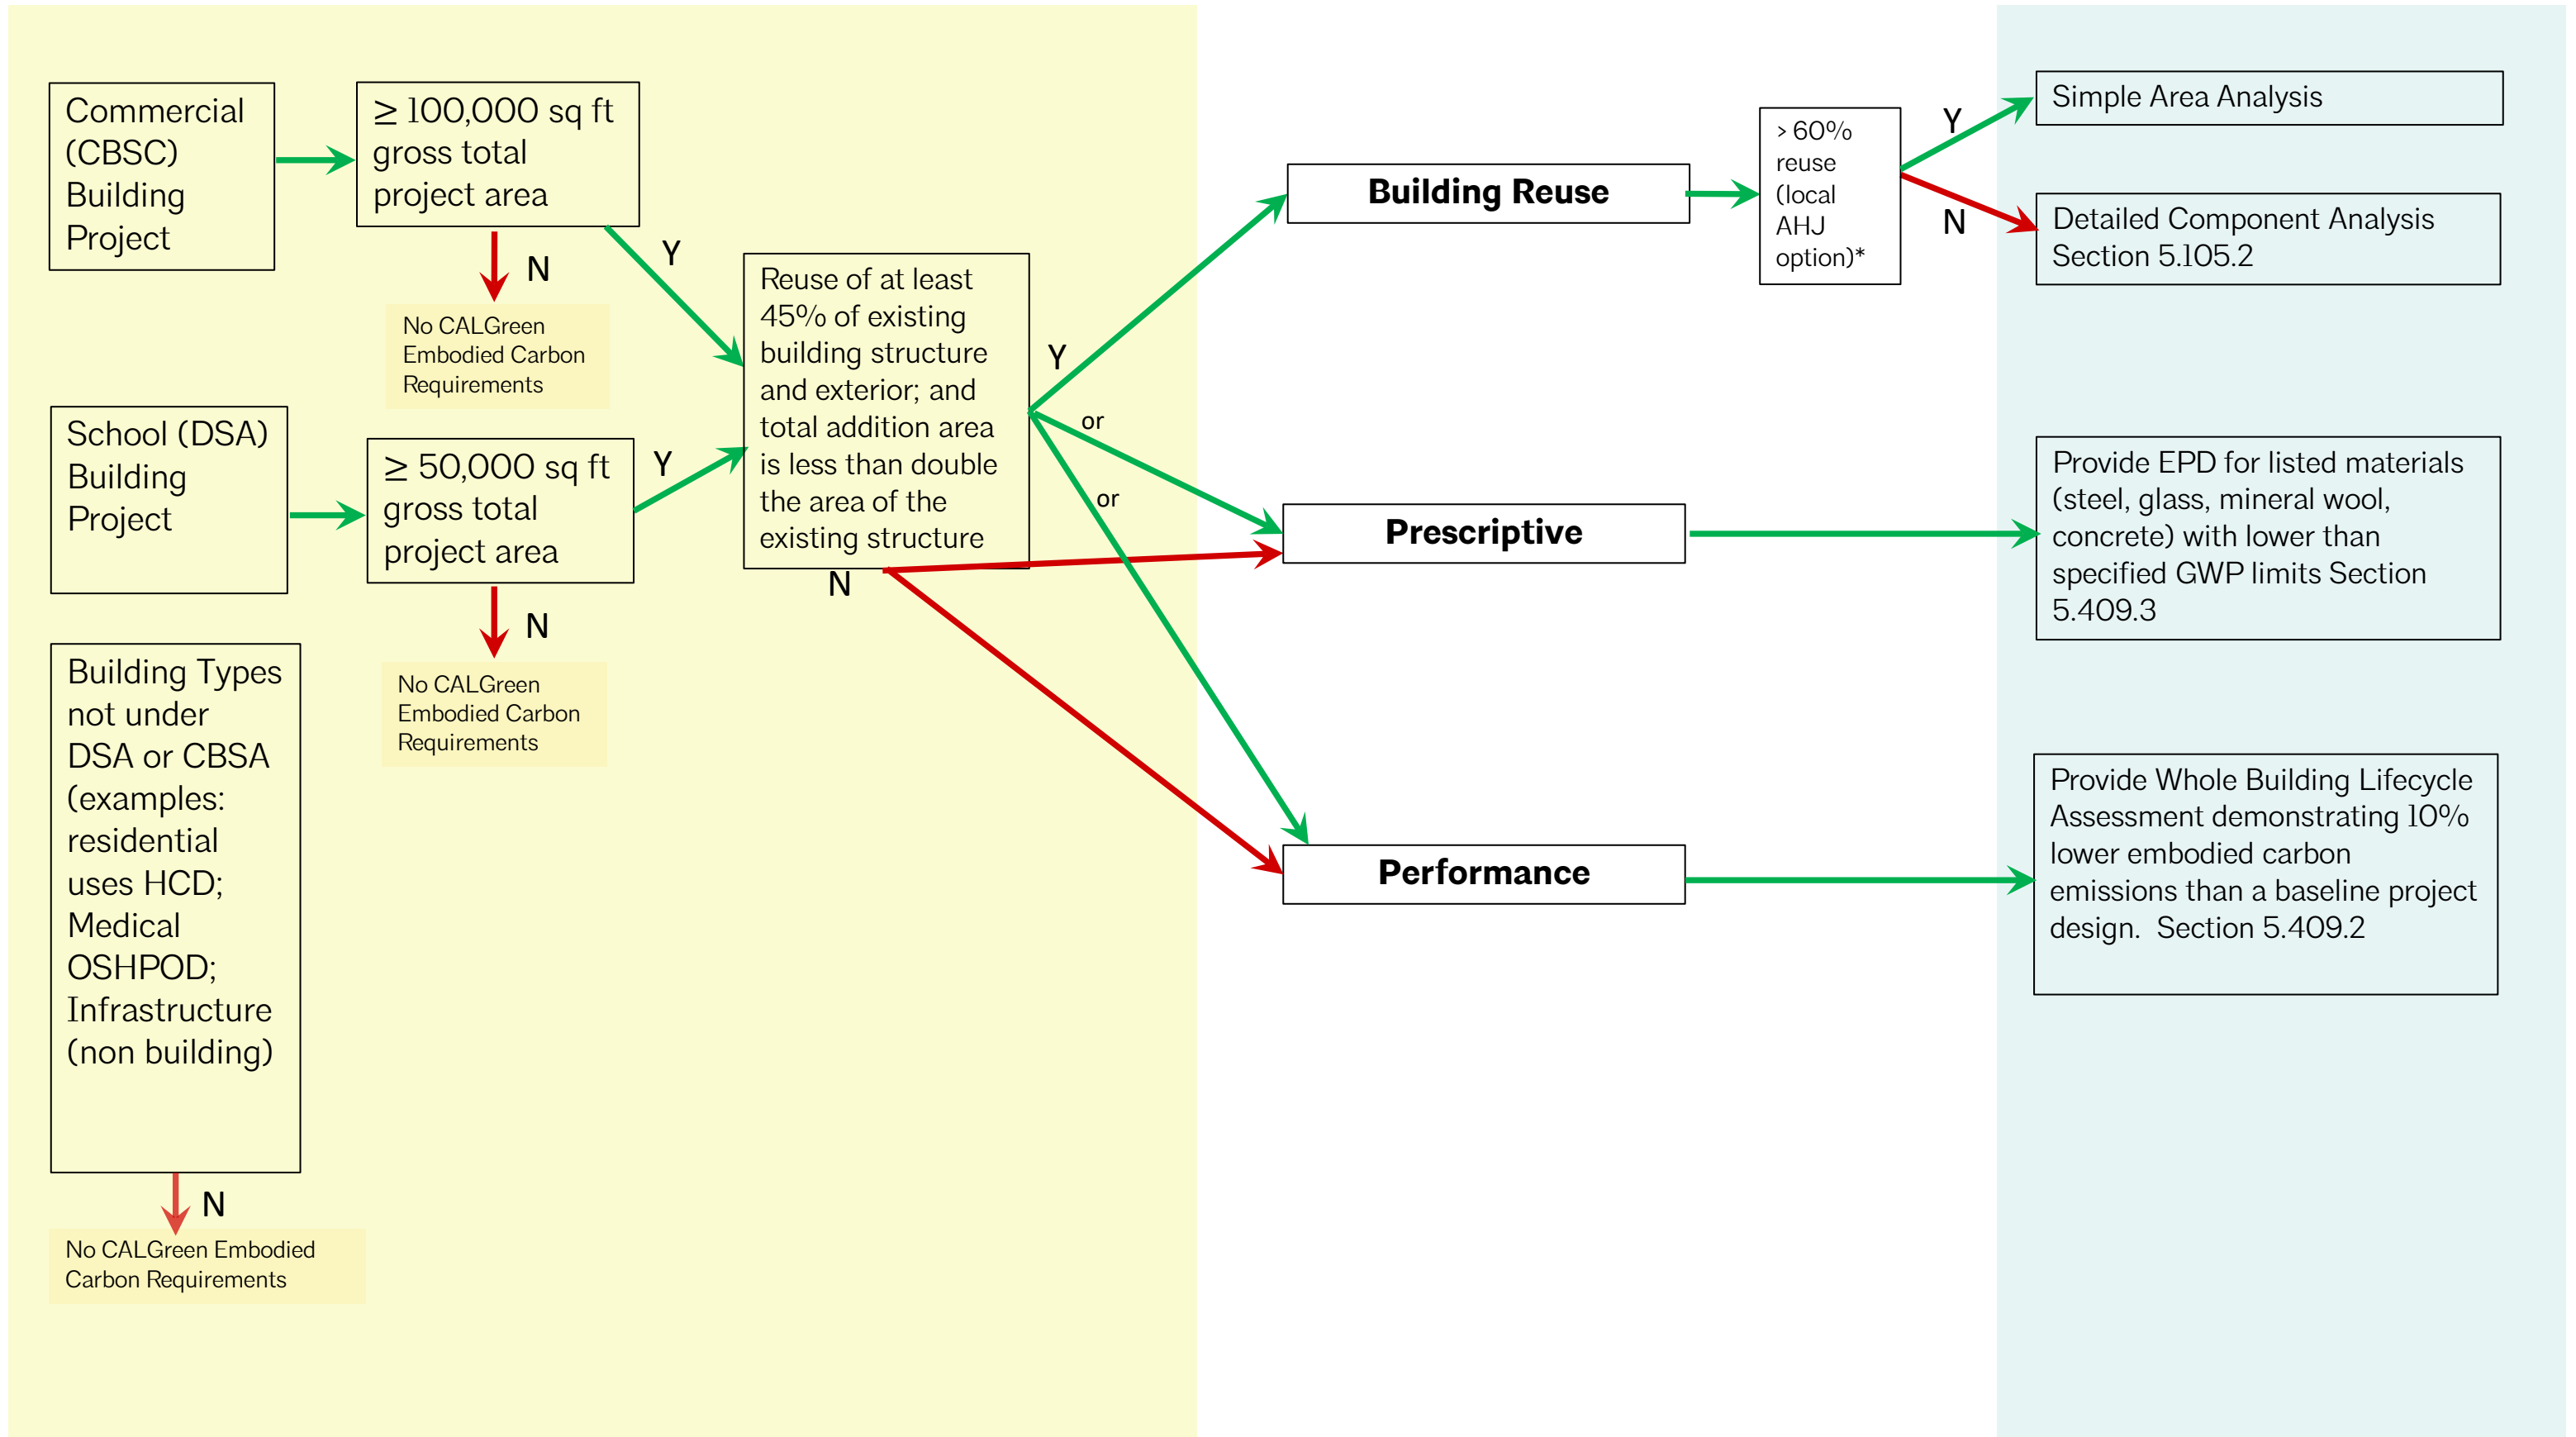 Commercial
(CBSC)
Building
Project
≥ 100,000 sq ft
gross total
project area
N
No CALGreen
Embodied Carbon
Requirements
Y
School (DSA)
Building
Project
≥ 50,000 sq ft
gross total
project area
Y
N
No CALGreen
Embodied Carbon
Requirements
Building Types
not under
DSA or CBSA
(examples:
residential
uses HCD;
Medical
OSHPOD;
Infrastructure
(non building)
N
No CALGreen Embodied
Carbon Requirements
Reuse of at least
45% of existing
building structure
and exterior; and
total addition area
is less than double
the area of the
existing structure
Y
or
or
N
Building Reuse
> 60%
reuse
(local
AHJ
option)*
Y
N
Simple Area Analysis
Detailed Component Analysis
Section 5.105.2
Prescriptive
Provide EPD for listed materials
(steel, glass, mineral wool,
concrete) with lower than
specified GWP limits Section
5.409.3
Performance
Provide Whole Building Lifecycle
Assessment demonstrating 10%
lower embodied carbon
emissions than a baseline project
design.  Section 5.409.2